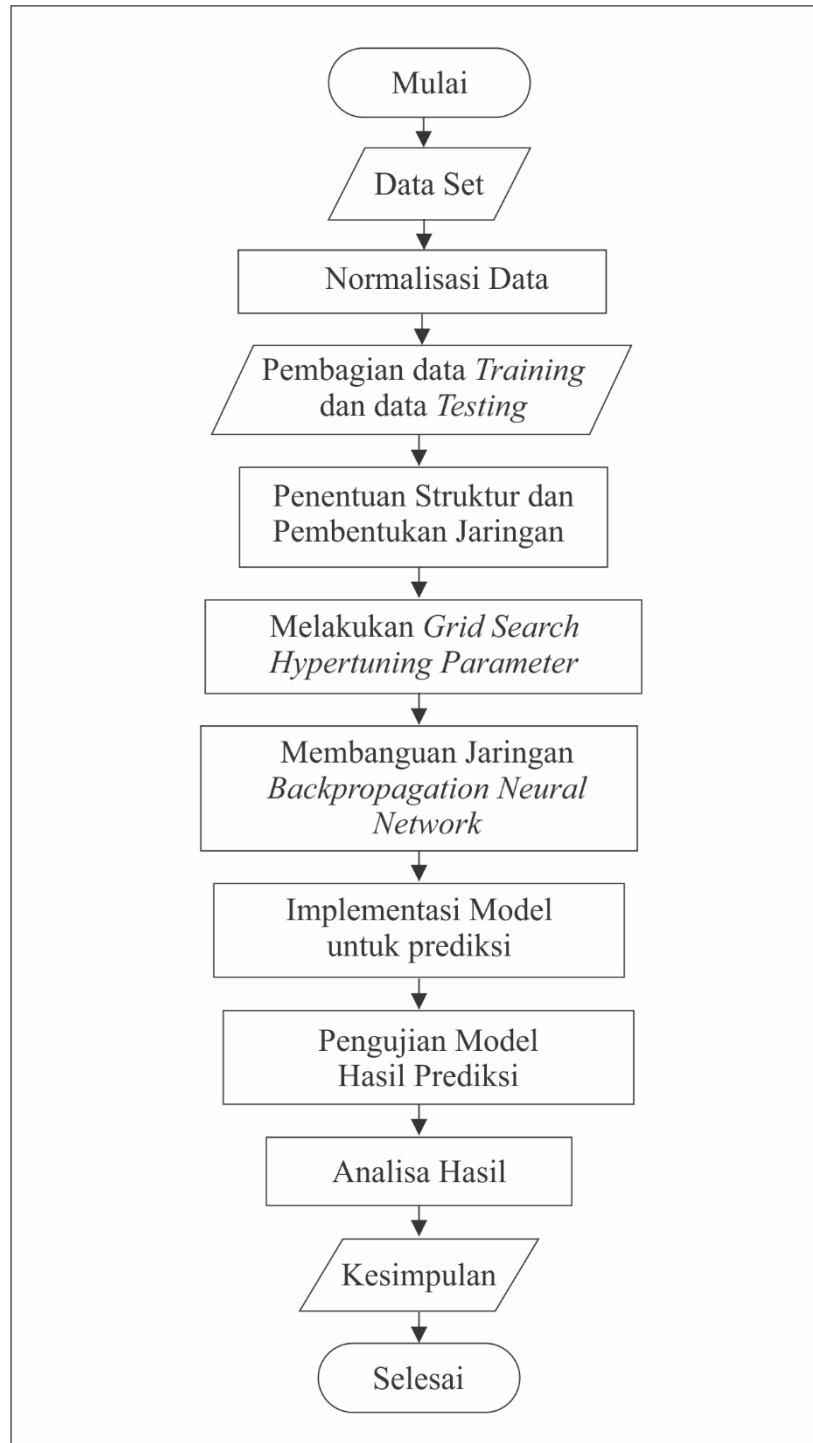 Mulai
Data Set
Normalisasi Data
Pembagian data Training
dan data Testing
Penentuan Struktur dan
Pembentukan Jaringan
Melakukan Grid Search
Hypertuning Parameter
Membanguan Jaringan
Backpropagation Neural
Network
Implementasi Model
untuk prediksi
Pengujian Model
Hasil Prediksi
Analisa Hasil
Kesimpulan
Selesai